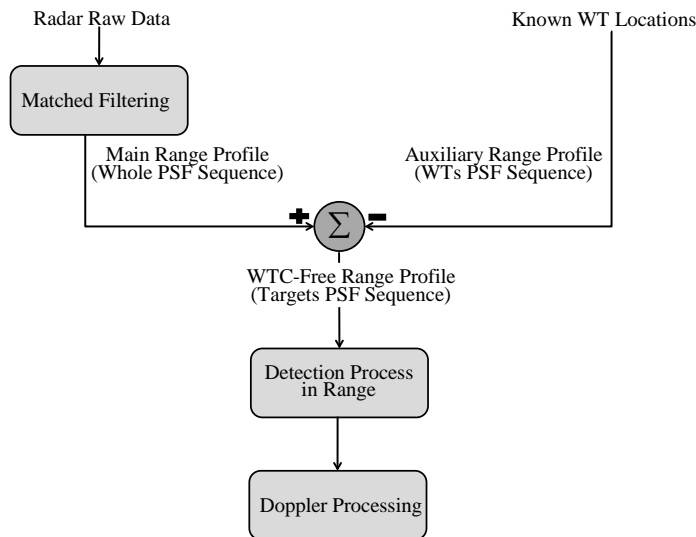 Radar Raw Data
Known WT Locations
Matched Filtering
Main Range Profile
(Whole PSF Sequence)
Auxiliary Range Profile
(WTs PSF Sequence)
+
Σ
-
WTC-Free Range Profile
(Targets PSF Sequence)
Detection Process
in Range
Doppler Processing